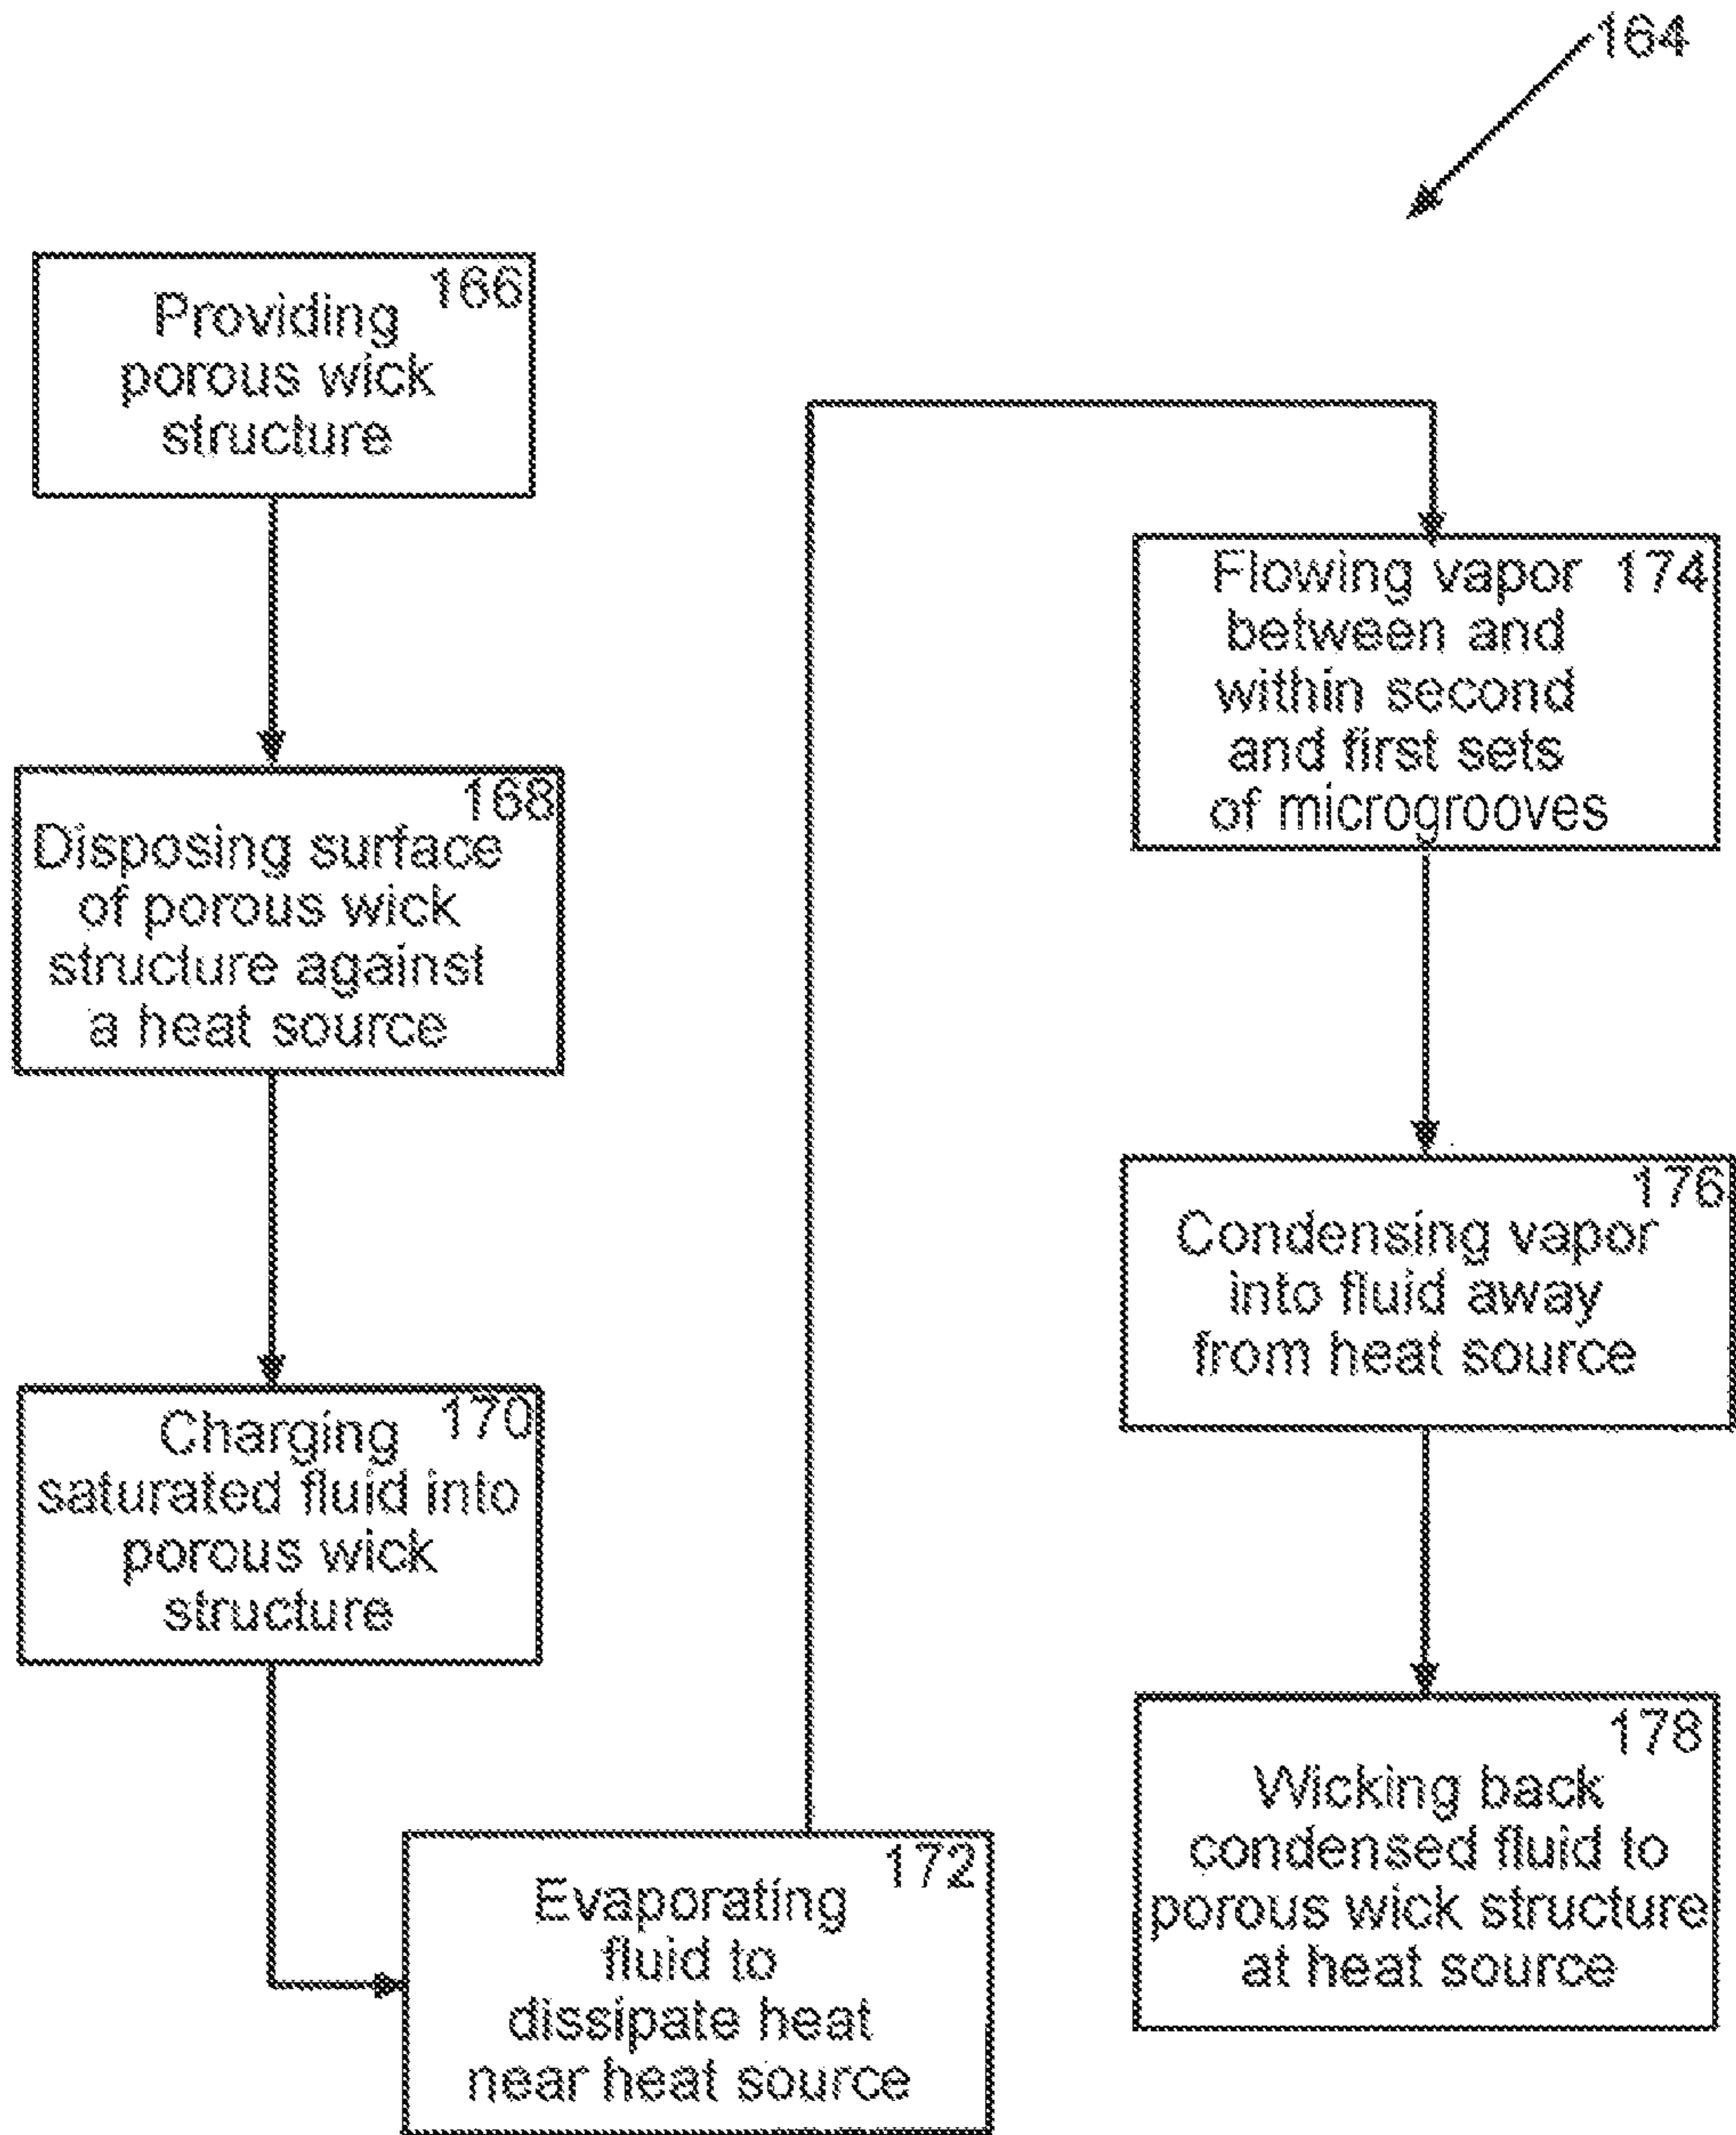 164
166
Providing
porous wick
structure
168
Disposing surface
of porous wick
structure against
a heat source
170
Charging
saturated fluid into
porous wick
structure
172
Evaporating
fluid to
dissipate heat
near heat source
Flowing vapor 174
between and
within second
and first sets
of microgrooves
176
Condensing vapor
into fluid away
from heat source
178
Wicking back
condensed fluid to
porous wick structure
at heat source